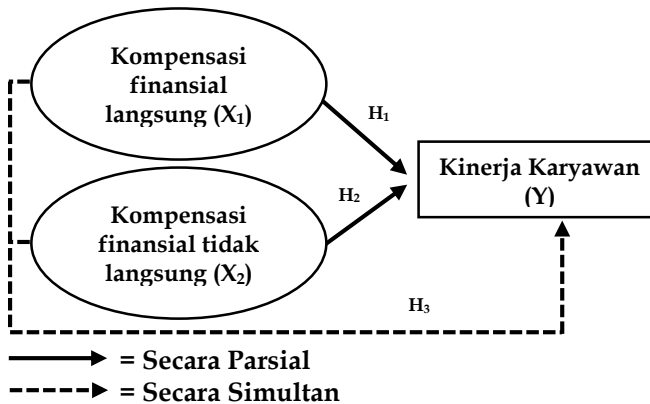 Kompensasi
finansial
langsung (X₁)
H₁
Kinerja Karyawan
(Y)
H₂
Kompensasi
finansial tidak
langsung (X₂)
H₃
= Secara Parsial
= Secara Simultan